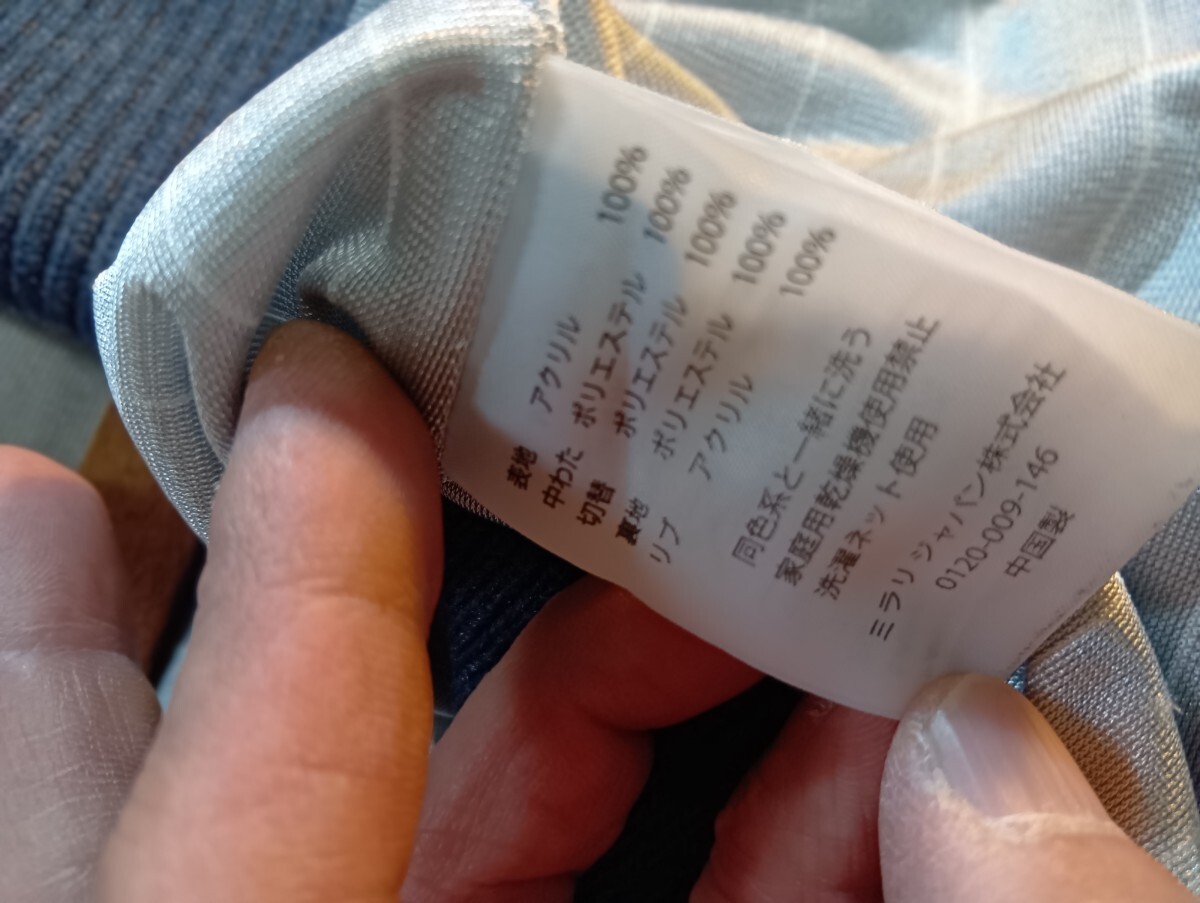 表地 アクリル 100%
中わた ポリエステル 100%
切替 ポリエステル 100%
裏地 ポリエステル 100%
リブ アクリル 100%
同色系と一緒に洗う
家庭用乾燥機使用禁止
洗濯ネット使用
ミラリ ジャパン株式会社
0120-009-146
中国製